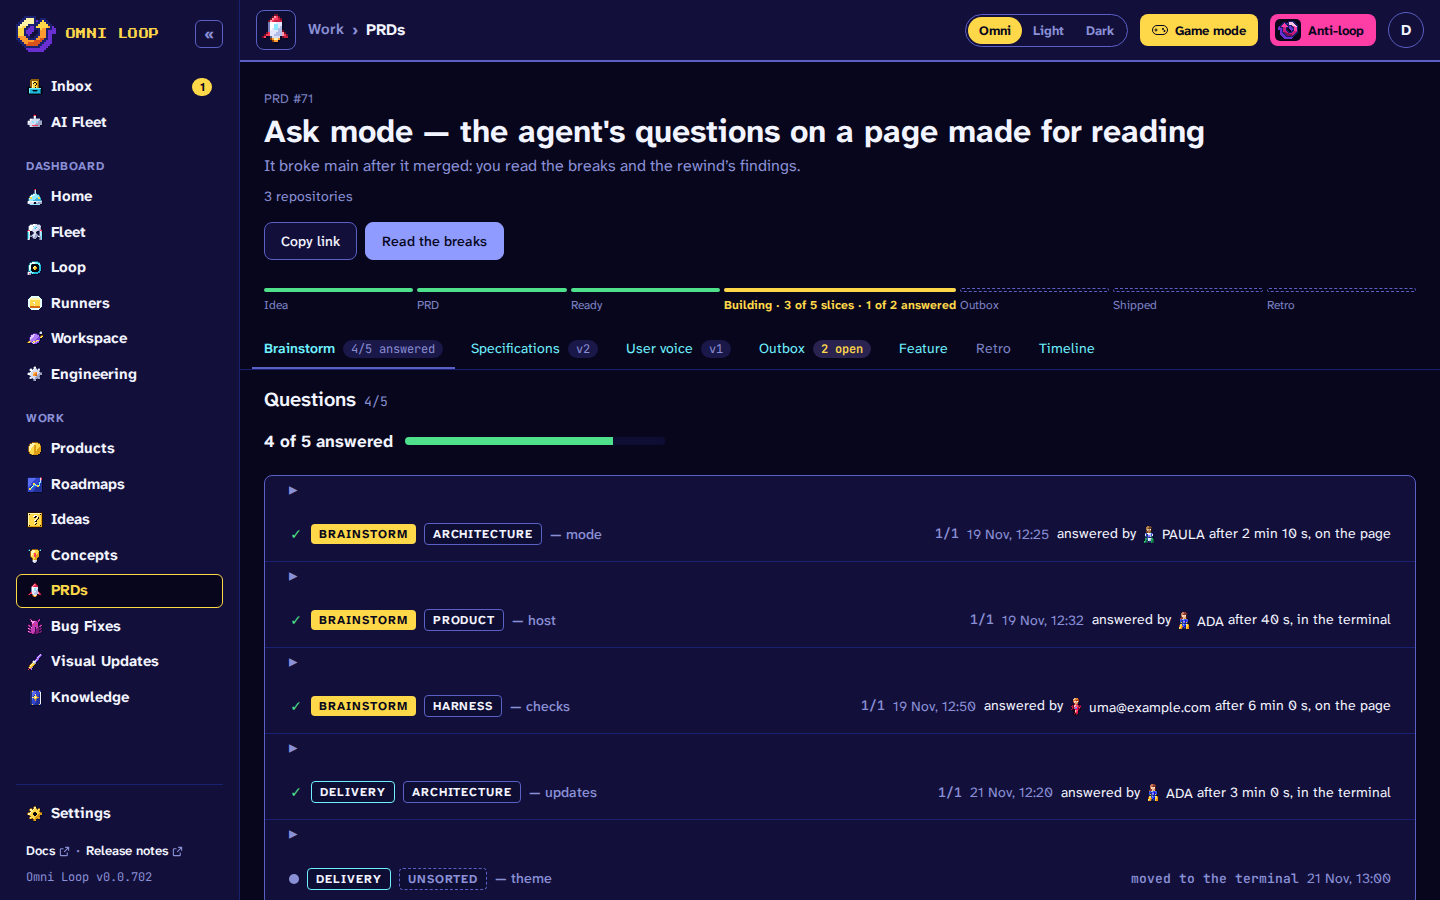 OMNI LOOP
«
Inbox 1
AI Fleet
DASHBOARD
Home
Fleet
Loop
Runners
Workspace
Engineering
WORK
Products
Roadmaps
Ideas
Concepts
PRDs
Bug Fixes
Visual Updates
Knowledge
Settings
Docs · Release notes
Omni Loop v0.0.702
Work › PRDs
Omni Light Dark
Game mode
Anti-loop
D
PRD #71
Ask mode — the agent's questions on a page made for reading
It broke main after it merged: you read the breaks and the rewind's findings.
3 repositories
Copy link Read the breaks
Idea PRD Ready Building · 3 of 5 slices · 1 of 2 answered Outbox Shipped Retro
Brainstorm 4/5 answered Specifications v2 User voice v1 Outbox 2 open Feature Retro Timeline
Questions 4/5
4 of 5 answered
▶
✓ BRAINSTORM ARCHITECTURE — mode 1/1 19 Nov, 12:25 answered by PAULA after 2 min 10 s, on the page
▶
✓ BRAINSTORM PRODUCT — host 1/1 19 Nov, 12:32 answered by ADA after 40 s, in the terminal
▶
✓ BRAINSTORM HARNESS — checks 1/1 19 Nov, 12:50 answered by uma@example.com after 6 min 0 s, on the page
▶
✓ DELIVERY ARCHITECTURE — updates 1/1 21 Nov, 12:20 answered by ADA after 3 min 0 s, in the terminal
▶
DELIVERY UNSORTED — theme moved to the terminal 21 Nov, 13:00